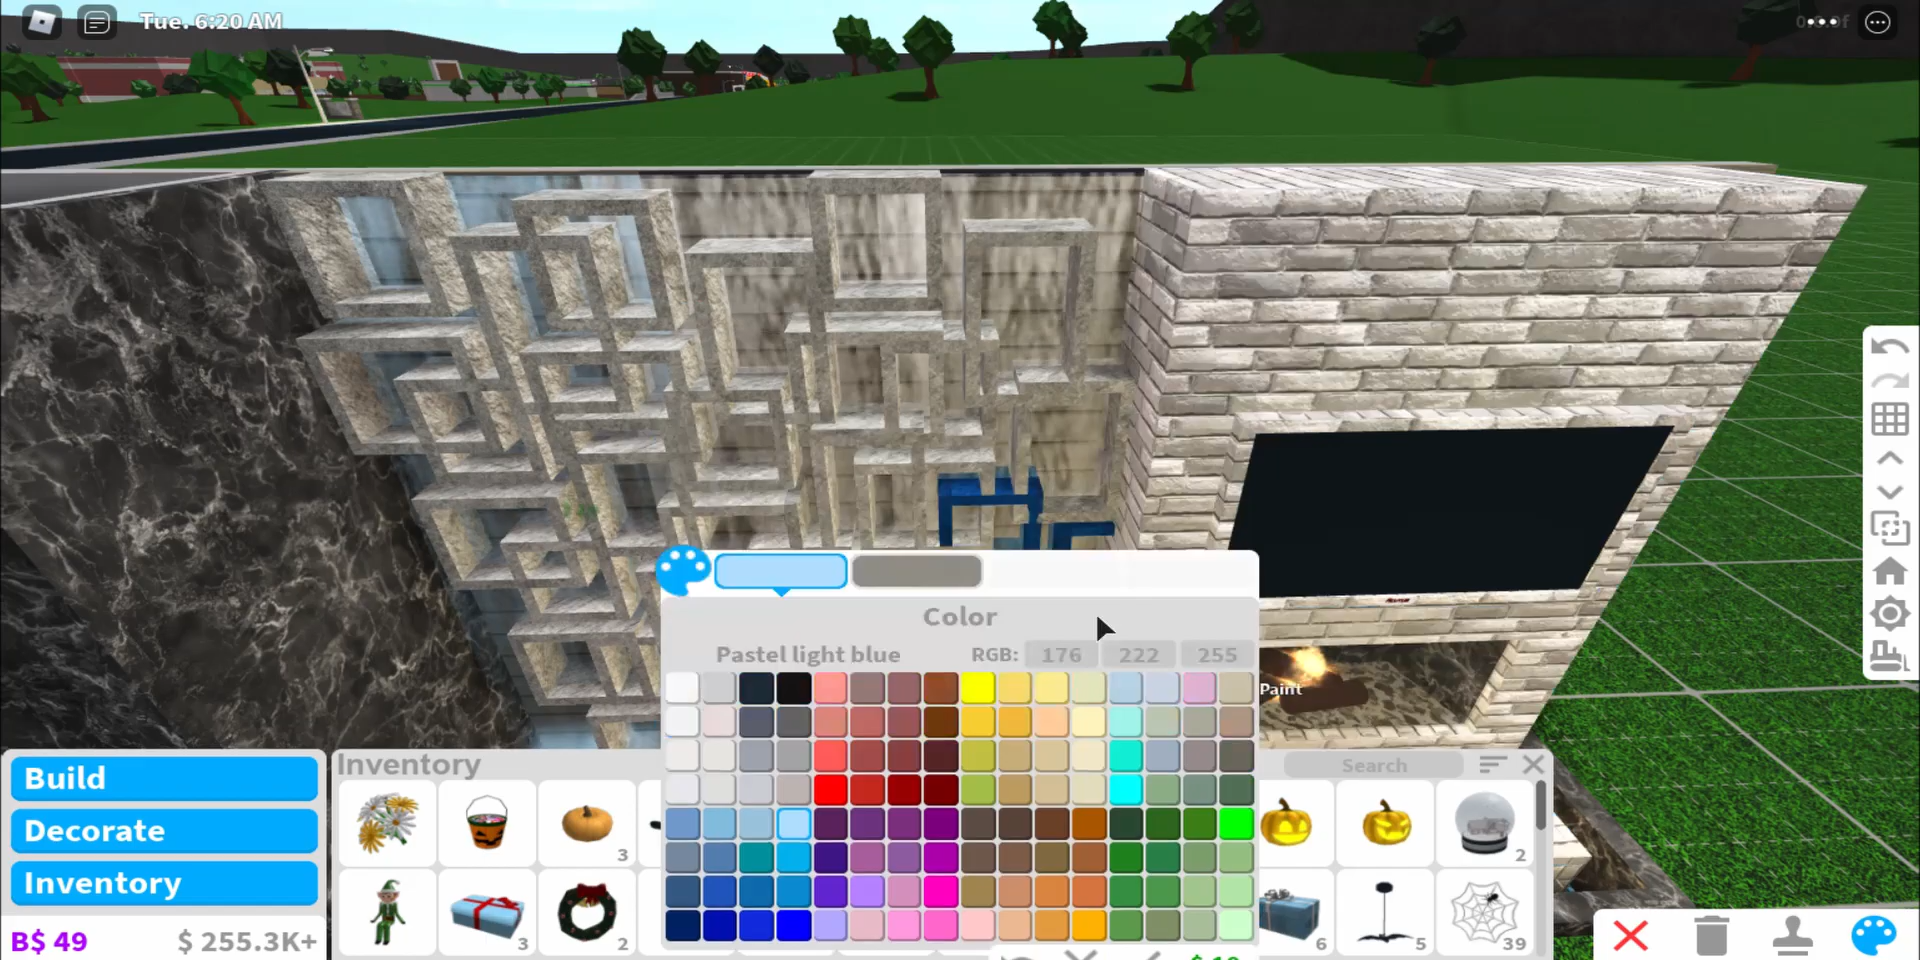 Tue. 6:20 AM
Color
Pastel light blue
RGB: 176 222 255
Paint
Build
Decorate
Inventory
B$ 49
$ 255.3K+
Inventory
Search
3
2
3
2
6
5
39